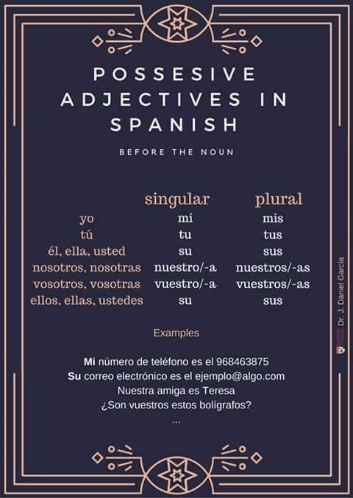 POSSESIVE
ADJECTIVES IN
SPANISH
BEFORE THE NOUN
singular plural
yo mi mis
tú tu tus
él, ella, usted su sus
nosotros, nosotras nuestro/-a nuestros/-as
vosotros, vosotras vuestro/-a vuestros/-as
ellos, ellas, ustedes su sus
Examples
Mi número de teléfono es el 968463875
Su correo electrónico es el ejemplo@algo.com
Nuestra amiga es Teresa
¿Son vuestros estos bolígrafos?
...
Dr. J. Daniel García